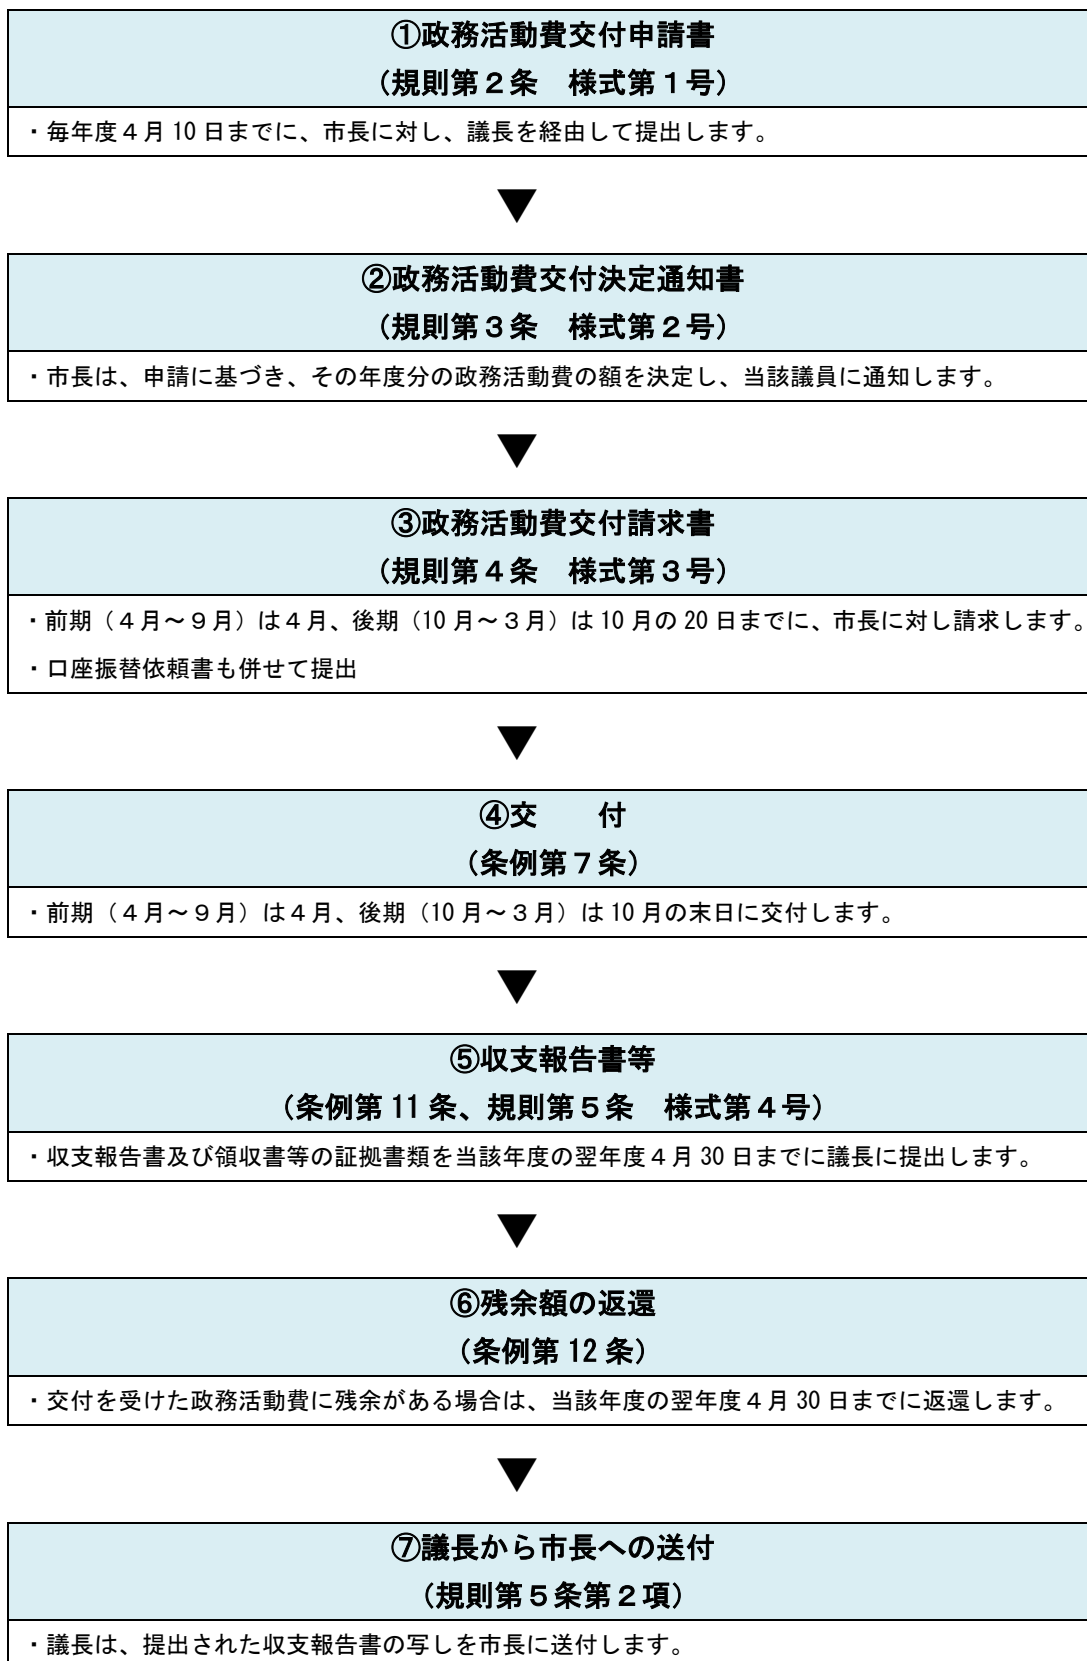 ①政務活動費交付申請書
（規則第２条　様式第１号）
・毎年度４月 10 日までに、市長に対し、議長を経由して提出します。
▼
②政務活動費交付決定通知書
（規則第３条　様式第２号）
・市長は、申請に基づき、その年度分の政務活動費の額を決定し、当該議員に通知します。
▼
③政務活動費交付請求書
（規則第４条　様式第３号）
・前期（４月～９月）は４月、後期（10 月～３月）は 10 月の 20 日までに、市長に対し請求します。
・口座振替依頼書も併せて提出
▼
④交　　付
（条例第７条）
・前期（４月～９月）は４月、後期（10 月～３月）は 10 月の末日に交付します。
▼
⑤収支報告書等
（条例第 11 条、規則第５条　様式第４号）
・収支報告書及び領収書等の証拠書類を当該年度の翌年度４月 30 日までに議長に提出します。
▼
⑥残余額の返還
（条例第 12 条）
・交付を受けた政務活動費に残余がある場合は、当該年度の翌年度４月 30 日までに返還します。
▼
⑦議長から市長への送付
（規則第５条第２項）
・議長は、提出された収支報告書の写しを市長に送付します。